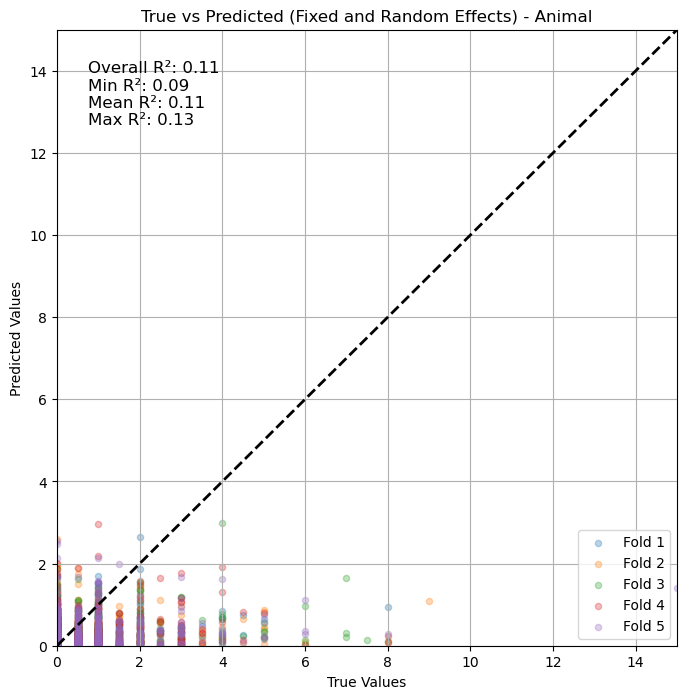 True vs Predicted (Fixed and Random Effects) - Animal
Overall R²: 0.11
Min R²: 0.09
Mean R²: 0.11
Max R²: 0.13
14
12
10
8
6
4
2
0
Predicted Values
Fold 1
Fold 2
Fold 3
Fold 4
Fold 5
0 2 4 6 8 10 12 14
True Values